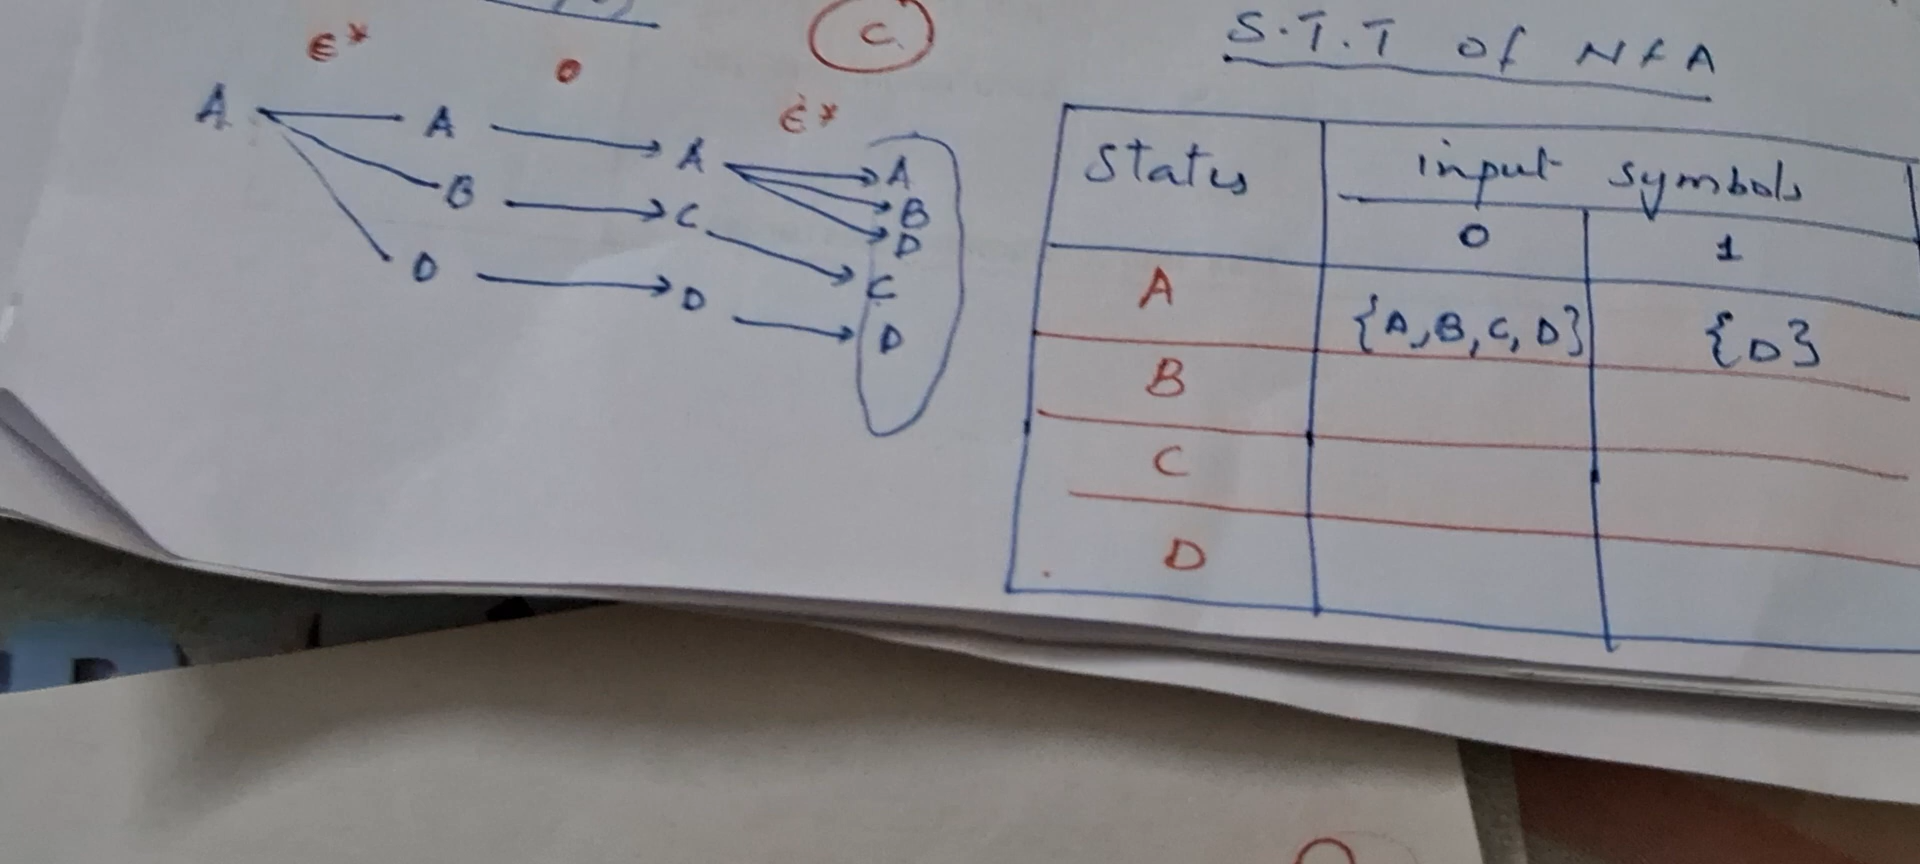 S.T.T of NFA
ϵ* 0 C
A A A ϵ* A
B C B
D
D D C
D
States input symbols
0 1
A {A,B,C,D} {D}
B
C
D